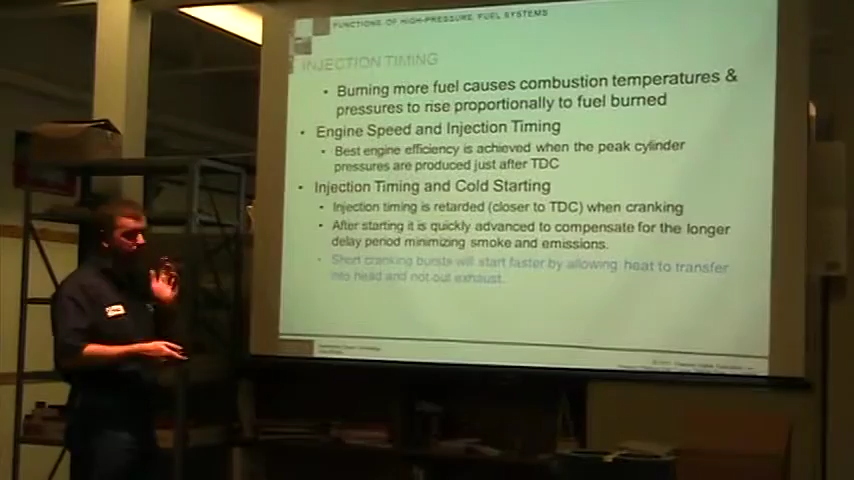 FUNCTIONS OF HIGH-PRESSURE FUEL SYSTEMS
INJECTION TIMING
• Burning more fuel causes combustion temperatures &
pressures to rise proportionally to fuel burned
• Engine Speed and Injection Timing
• Best engine efficiency is achieved when the peak cylinder
pressures are produced just after TDC
• Injection Timing and Cold Starting
• Injection timing is retarded (closer to TDC) when cranking
• After starting it is quickly advanced to compensate for the longer
delay period minimizing smoke and emissions.
• Short cranking bursts will start faster by allowing heat to transfer
into head and not out exhaust.